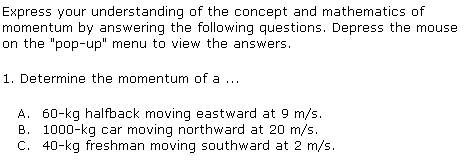 Express your understanding of the concept and mathematics of
momentum by answering the following questions. Depress the mouse
on the "pop-up" menu to view the answers.
1. Determine the momentum of a ...
A. 60-kg halfback moving eastward at 9 m/s.
B. 1000-kg car moving northward at 20 m/s.
C. 40-kg freshman moving southward at 2 m/s.